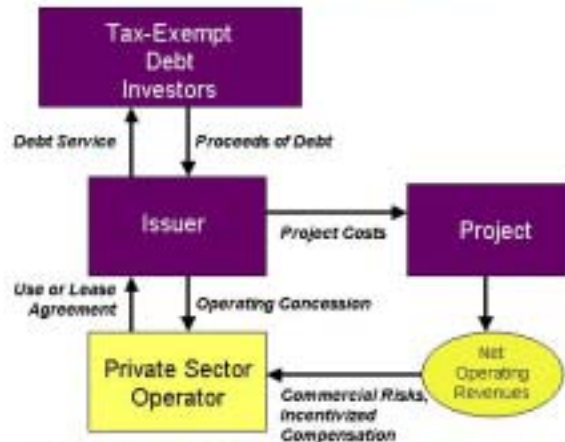 Tax-Exempt
Debt
Investors
Debt Service
Proceeds of Debt
Issuer
Project Costs
Project
Use or Lease
Agreement
Operating Concession
Private Sector
Operator
Net
Operating
Revenues
Commercial Risks,
Incentivized
Compensation